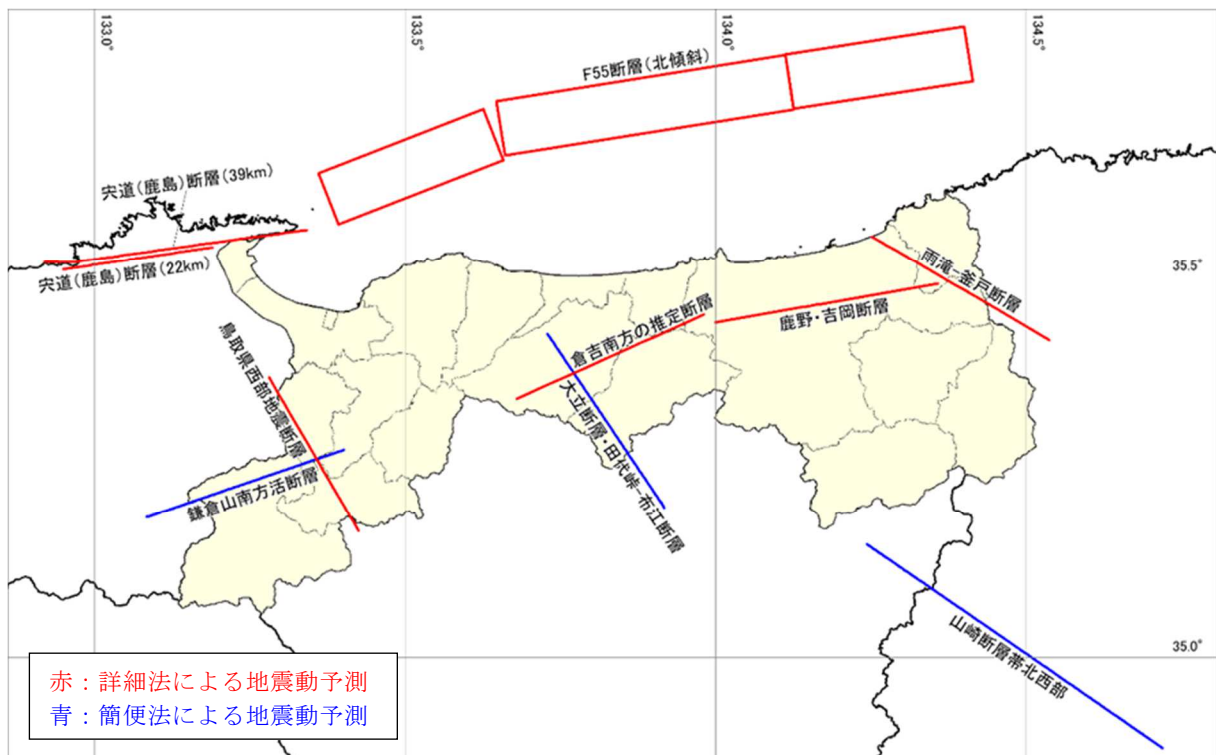 133.0°
133.5°
134.0°
134.5°
F55断層(北傾斜)
宍道(鹿島)断層(39km)
宍道(鹿島)断層(22km)
35.5°
雨滝-釜戸断層
鹿野・吉岡断層
倉吉南方の推定断層
鳥取県西部地震断層
大立断層・田代峠-布江断層
鎌倉山南方活断層
山崎断層帯北西部
35.0°
赤：詳細法による地震動予測
青：簡便法による地震動予測